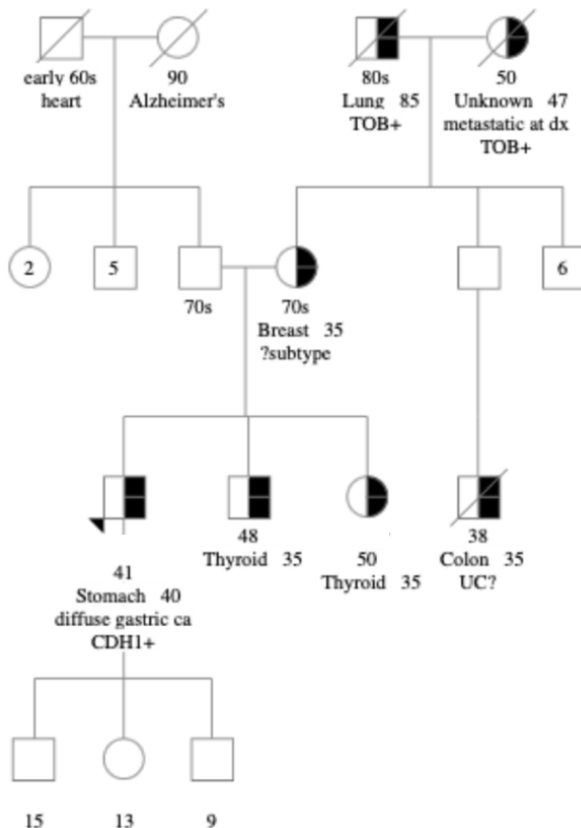 early 60s
heart
90
Alzheimer's
80s
Lung 85
TOB+
50
Unknown 47
metastatic at dx
TOB+
2
5
6
70s
70s
Breast 35
?subtype
41
Stomach 40
diffuse gastric ca
CDH1+
48
Thyroid 35
50
Thyroid 35
38
Colon 35
UC?
15
13
9